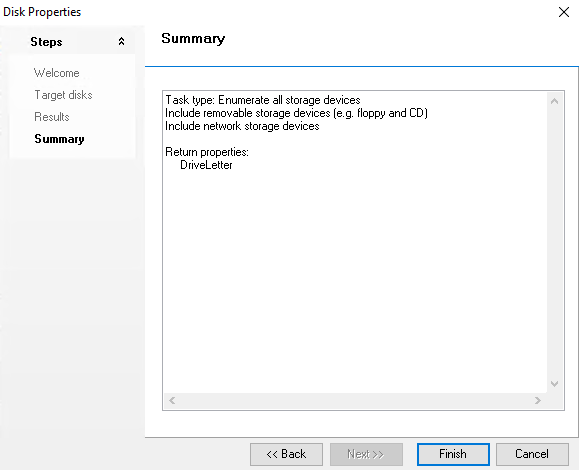 Disk Properties
Steps
Welcome
Target disks
Results
Summary
Summary
Task type: Enumerate all storage devices
Include removable storage devices (e.g. floppy and CD)
Include network storage devices
Return properties:
DriveLetter
<< Back
Next >>
Finish
Cancel